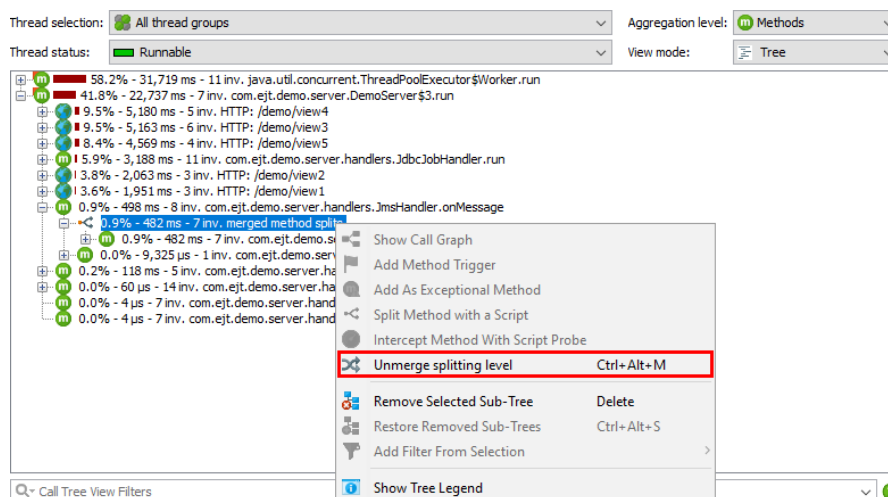 Thread selection: All thread groups Aggregation level: m Methods
Thread status: Runnable View mode: Tree
m 58.2% - 31,719 ms - 11 inv. java.util.concurrent.ThreadPoolExecutor$Worker.run
m 41.8% - 22,737 ms - 7 inv. com.ejt.demo.server.DemoServer$3.run
9.5% - 5,180 ms - 5 inv. HTTP: /demo/view4
9.5% - 5,163 ms - 6 inv. HTTP: /demo/view3
8.4% - 4,569 ms - 4 inv. HTTP: /demo/view5
m 5.9% - 3,188 ms - 11 inv. com.ejt.demo.server.handlers.JdbcJobHandler.run
3.8% - 2,063 ms - 3 inv. HTTP: /demo/view2
3.6% - 1,951 ms - 3 inv. HTTP: /demo/view1
m 0.9% - 498 ms - 8 inv. com.ejt.demo.server.handlers.JmsHandler.onMessage
0.9% - 482 ms - 7 inv. merged method splits
m 0.9% - 482 ms - 7 inv. com.ejt.demo.se
m 0.0% - 9,325 µs - 1 inv. com.ejt.demo.serv
m 0.2% - 118 ms - 5 inv. com.ejt.demo.server.ha
m 0.0% - 60 µs - 14 inv. com.ejt.demo.server.ha
m 0.0% - 4 µs - 7 inv. com.ejt.demo.server.hand
m 0.0% - 4 µs - 7 inv. com.ejt.demo.server.hand
Show Call Graph
Add Method Trigger
Add As Exceptional Method
Split Method with a Script
Intercept Method With Script Probe
Unmerge splitting level Ctrl+Alt+M
Remove Selected Sub-Tree Delete
Restore Removed Sub-Trees Ctrl+Alt+S
Add Filter From Selection
Show Tree Legend
Call Tree View Filters